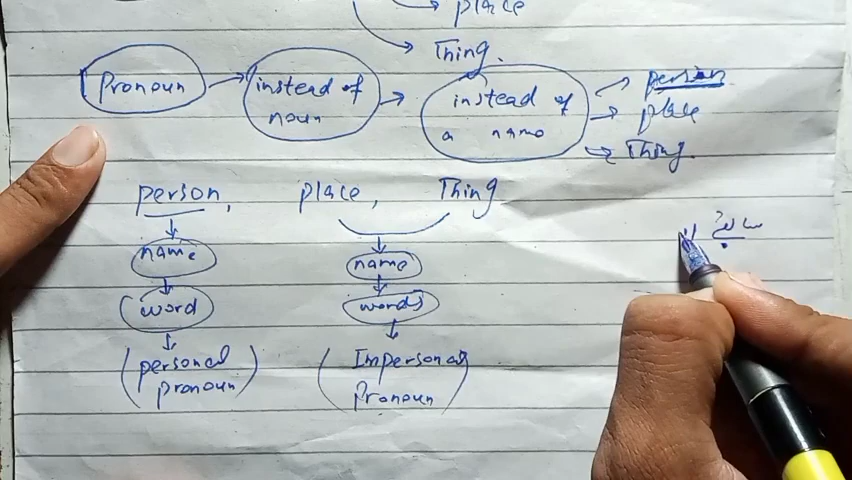 place
Thing.
Pronoun instead of noun instead of a name person
place
Thing.
person, place, Thing
name name
word words
(personal pronoun) (Impersonal Pronoun)